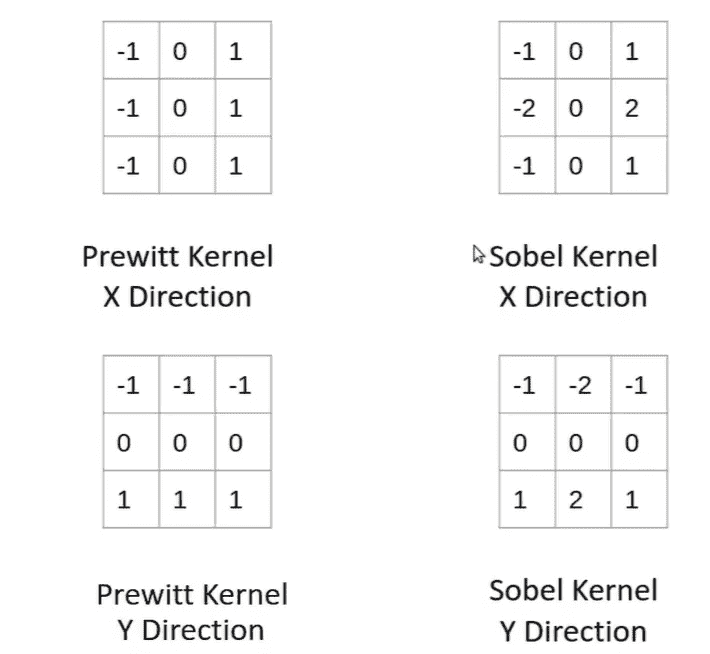 -1 0 1
-1 0 1
-1 0 1
Prewitt Kernel
X Direction
-1 0 1
-2 0 2
-1 0 1
Sobel Kernel
X Direction
-1 -1 -1
0 0 0
1 1 1
Prewitt Kernel
Y Direction
-1 -2 -1
0 0 0
1 2 1
Sobel Kernel
Y Direction